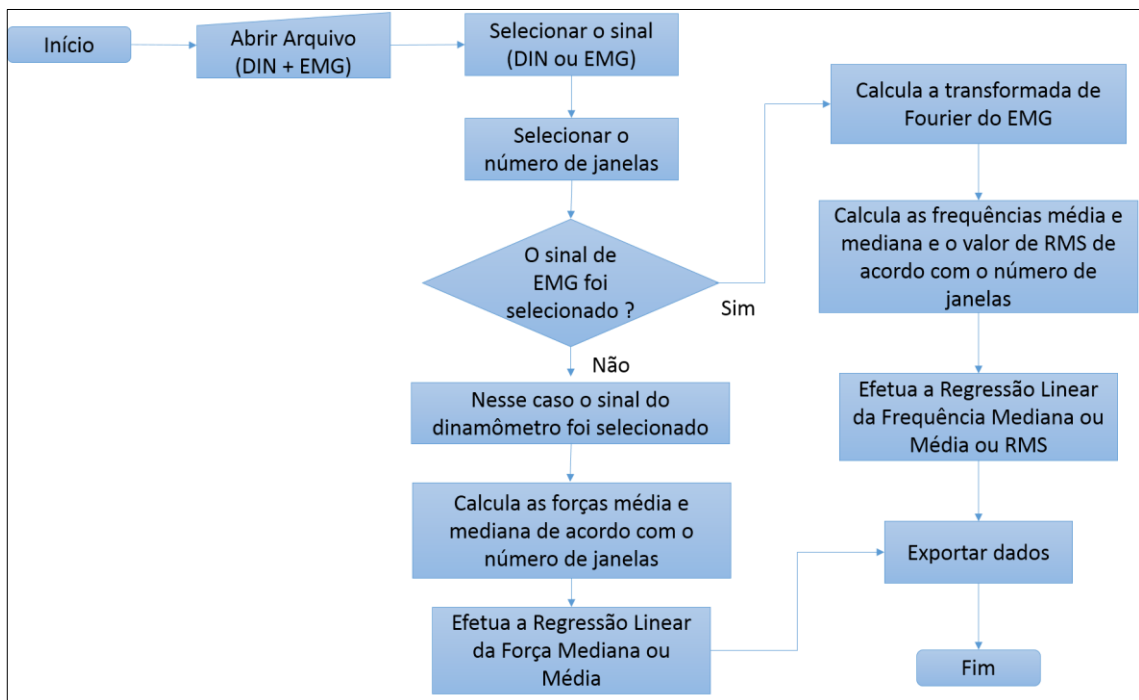 Início
Abrir Arquivo
(DIN + EMG)
Selecionar o sinal
(DIN ou EMG)
Selecionar o
número de janelas
O sinal de
EMG foi
selecionado ?
Sim
Não
Nesse caso o sinal do
dinamômetro foi selecionado
Calcula as forças média e
mediana de acordo com o
número de janelas
Efetua a Regressão Linear
da Força Mediana ou
Média
Calcula a transformada de
Fourier do EMG
Calcula as frequências média e
mediana e o valor de RMS de
acordo com o número de
janelas
Efetua a Regressão Linear
da Frequência Mediana ou
Média ou RMS
Exportar dados
Fim